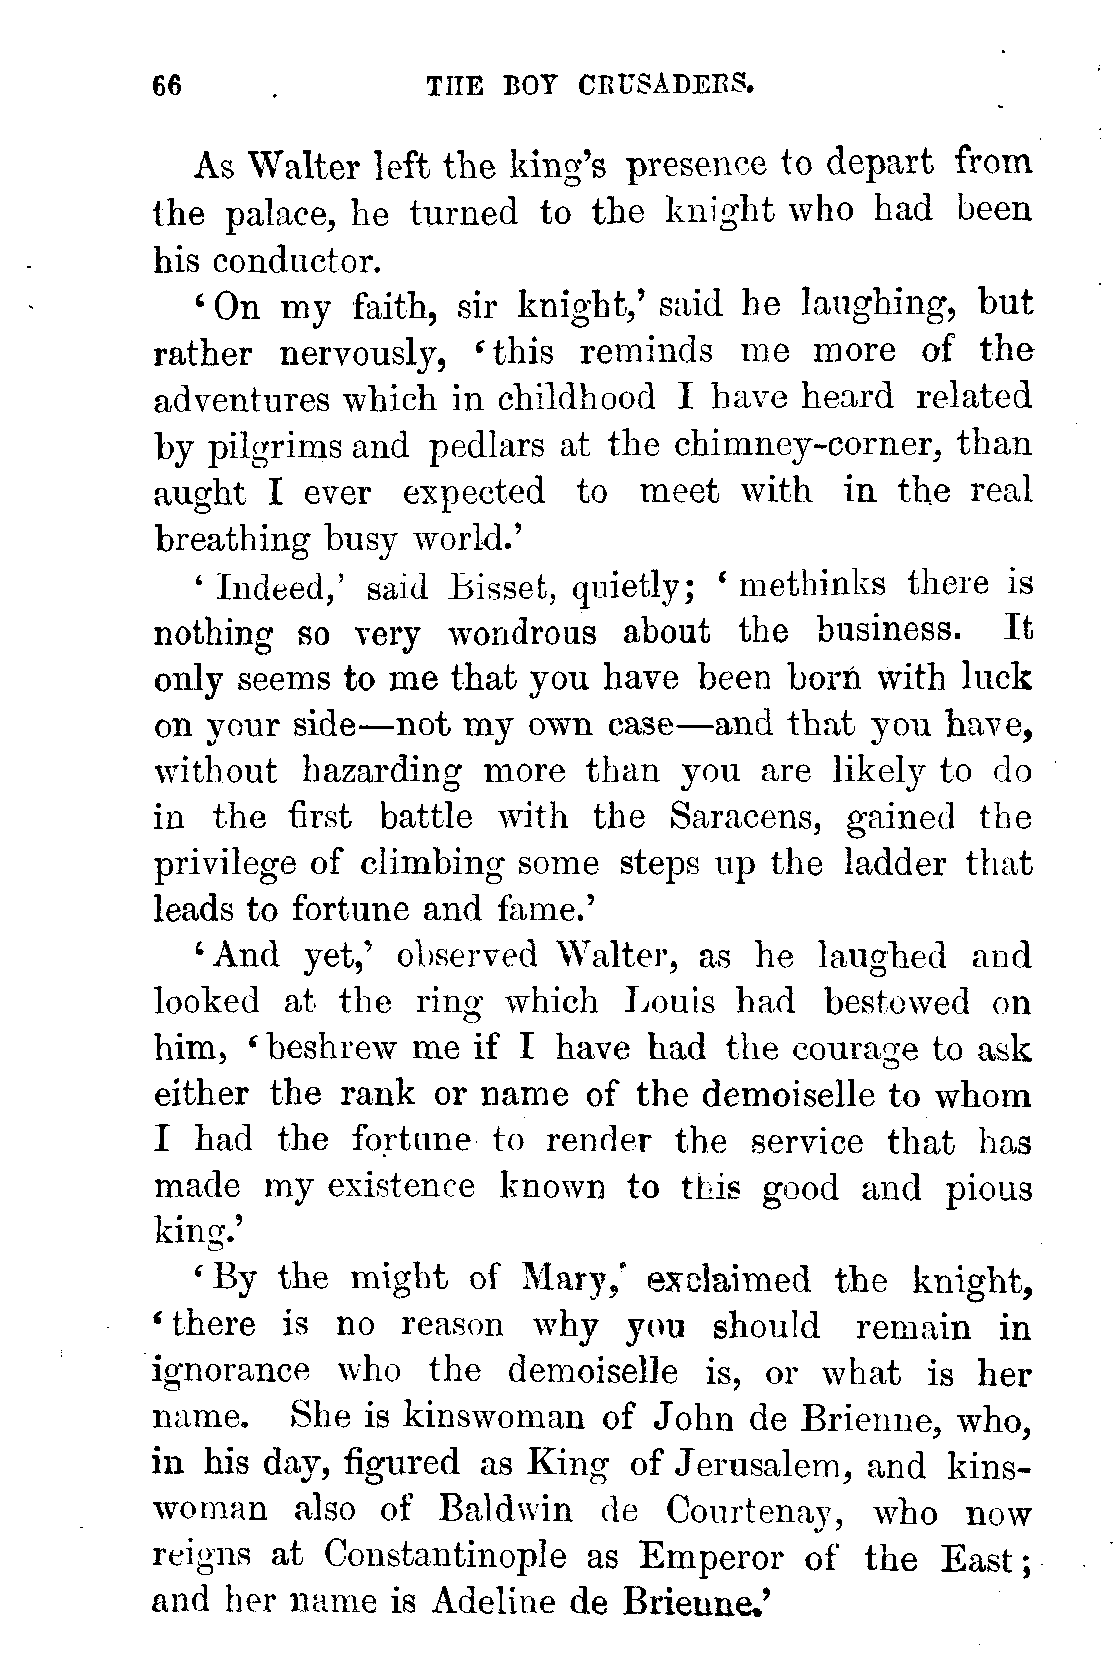 66 THE BOY CRUSADERS.
As Walter left the king's presence to depart from
the palace, he turned to the knight who had been
his conductor.
'On my faith, sir knight,' said he laughing, but
rather nervously, 'this reminds me more of the
adventures which in childhood I have heard related
by pilgrims and pedlars at the chimney-corner, than
aught I ever expected to meet with in the real
breathing busy world.'
'Indeed,' said Bisset, quietly; 'methinks there is
nothing so very wondrous about the business. It
only seems to me that you have been born with luck
on your side—not my own case—and that you have,
without hazarding more than you are likely to do
in the first battle with the Saracens, gained the
privilege of climbing some steps up the ladder that
leads to fortune and fame.'
'And yet,' observed Walter, as he laughed and
looked at the ring which Louis had bestowed on
him, 'beshrew me if I have had the courage to ask
either the rank or name of the demoiselle to whom
I had the fortune to render the service that has
made my existence known to this good and pious
king.'
'By the might of Mary,' exclaimed the knight,
'there is no reason why you should remain in
ignorance who the demoiselle is, or what is her
name. She is kinswoman of John de Brienne, who,
in his day, figured as King of Jerusalem, and kins-
woman also of Baldwin de Courtenay, who now
reigns at Constantinople as Emperor of the East;
and her name is Adeline de Brienne.'